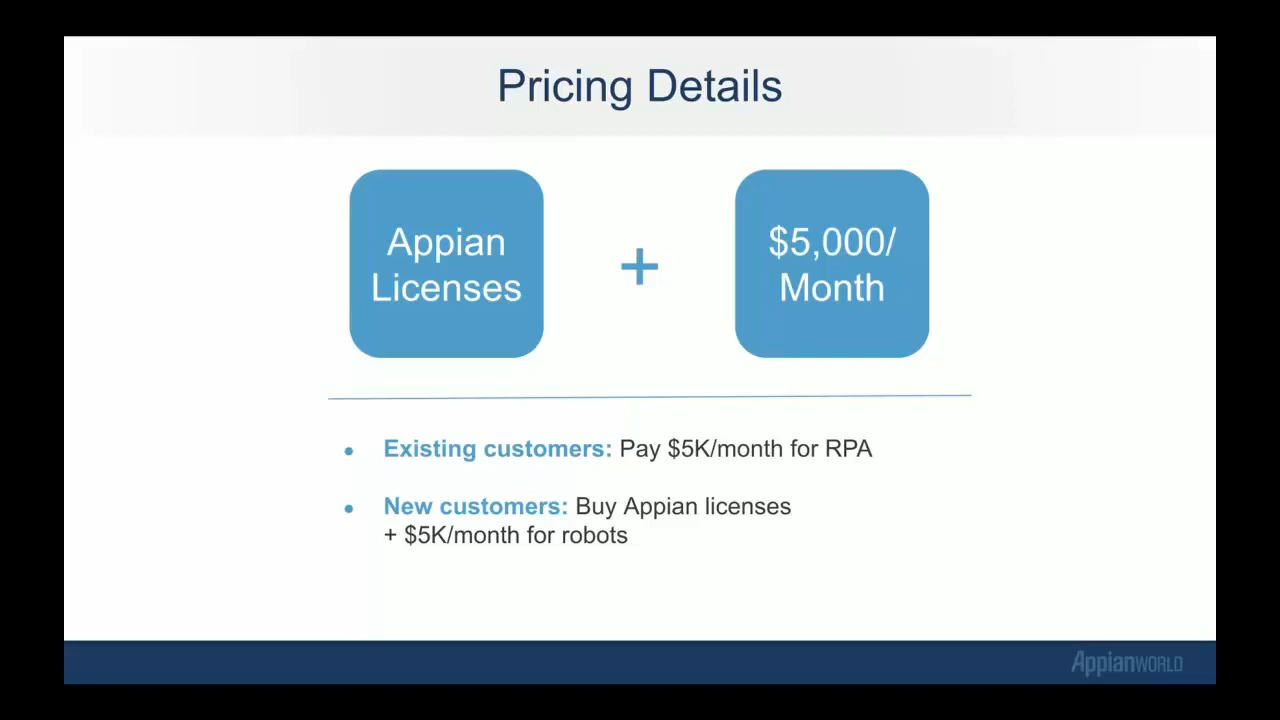 Pricing Details
Appian
Licenses
+
$5,000/
Month
• Existing customers: Pay $5K/month for RPA
• New customers: Buy Appian licenses
+ $5K/month for robots
AppianWORLD